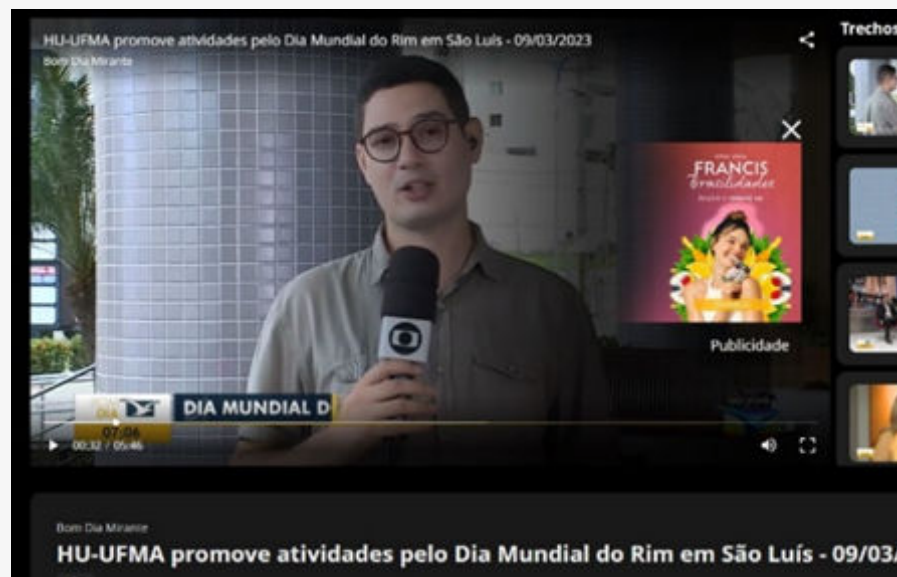 HU-UFMA promove atividades pelo Dia Mundial do Rim em São Luís - 09/03/2023
Bom Dia Mirante
Trechos
FRANCIS
brasilidades
Publicidade
DIA
DIA MUNDIAL D
07:04
00:32 / 05:46
Bom Dia Mirante
HU-UFMA promove atividades pelo Dia Mundial do Rim em São Luís - 09/03/